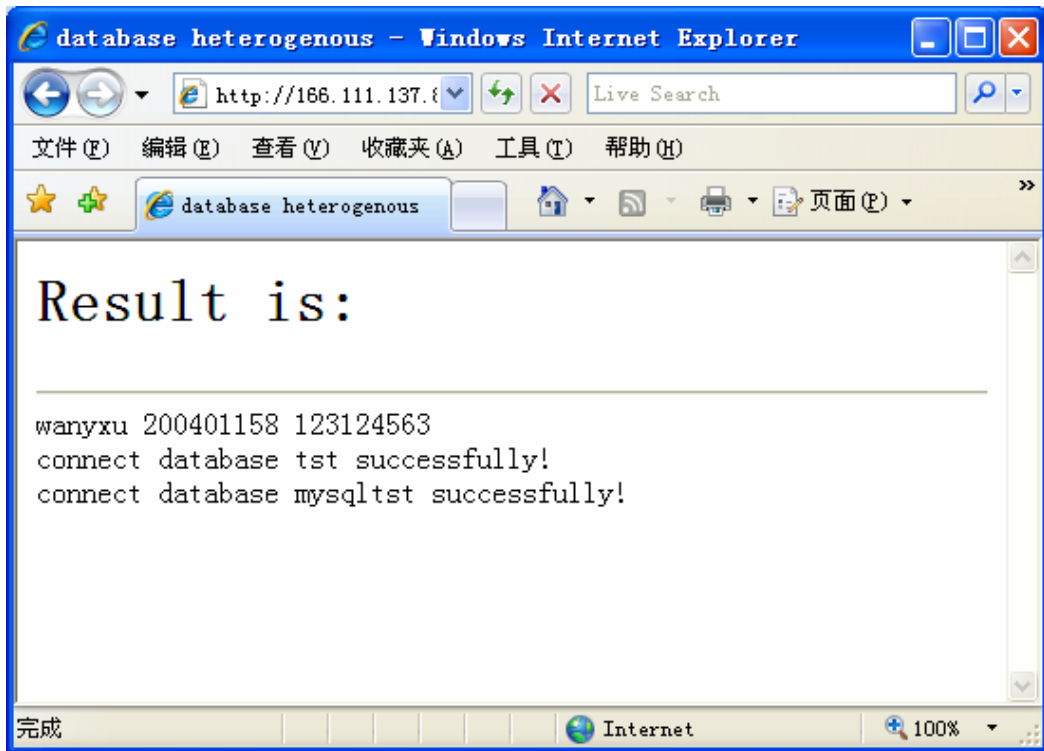 database heterogenous - Windows Internet Explorer
http://166.111.137.8 Live Search
文件(F) 编辑(E) 查看(V) 收藏夹(A) 工具(T) 帮助(H)
database heterogenous 页面(P) »
Result is:
wanyxu 200401158 123124563
connect database tst successfully!
connect database mysqltst successfully!
完成 Internet 100%